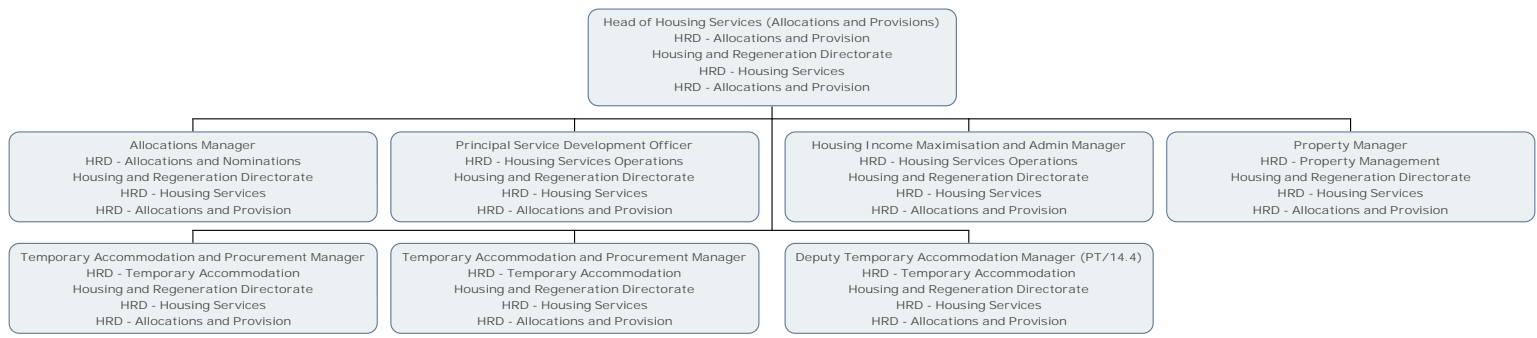 Head of Housing Services (Allocations and Provisions)
HRD - Allocations and Provision
Housing and Regeneration Directorate
HRD - Housing Services
HRD - Allocations and Provision
Allocations Manager
HRD - Allocations and Nominations
Housing and Regeneration Directorate
HRD - Housing Services
HRD - Allocations and Provision
Principal Service Development Officer
HRD - Housing Services Operations
Housing and Regeneration Directorate
HRD - Housing Services
HRD - Allocations and Provision
Housing Income Maximisation and Admin Manager
HRD - Housing Services Operations
Housing and Regeneration Directorate
HRD - Housing Services
HRD - Allocations and Provision
Property Manager
HRD - Property Management
Housing and Regeneration Directorate
HRD - Housing Services
HRD - Allocations and Provision
Temporary Accommodation and Procurement Manager
HRD - Temporary Accommodation
Housing and Regeneration Directorate
HRD - Housing Services
HRD - Allocations and Provision
Temporary Accommodation and Procurement Manager
HRD - Temporary Accommodation
Housing and Regeneration Directorate
HRD - Housing Services
HRD - Allocations and Provision
Deputy Temporary Accommodation Manager (PT/14.4)
HRD - Temporary Accommodation
Housing and Regeneration Directorate
HRD - Housing Services
HRD - Allocations and Provision